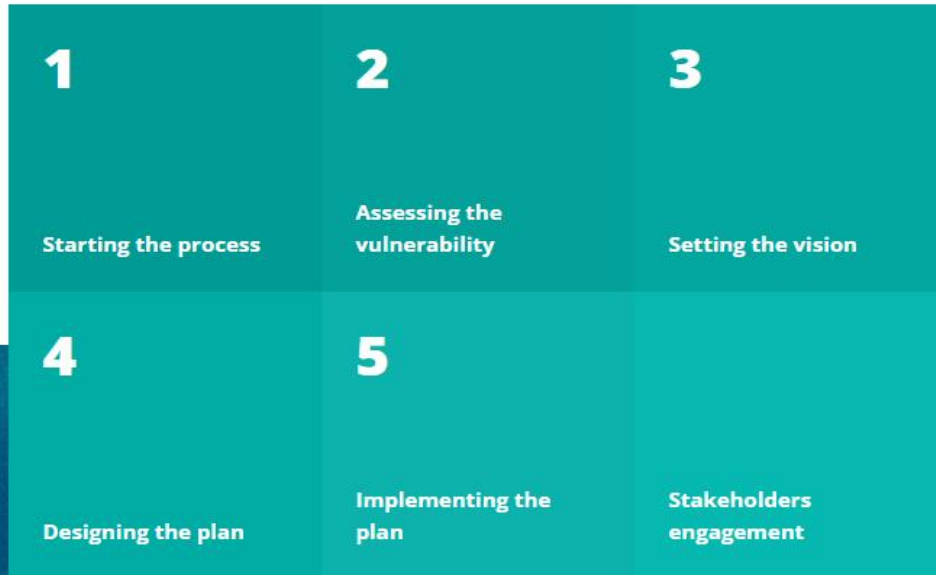 1
Starting the process
2
Assessing the
vulnerability
3
Setting the vision
4
Designing the plan
5
Implementing the
plan
Stakeholders
engagement